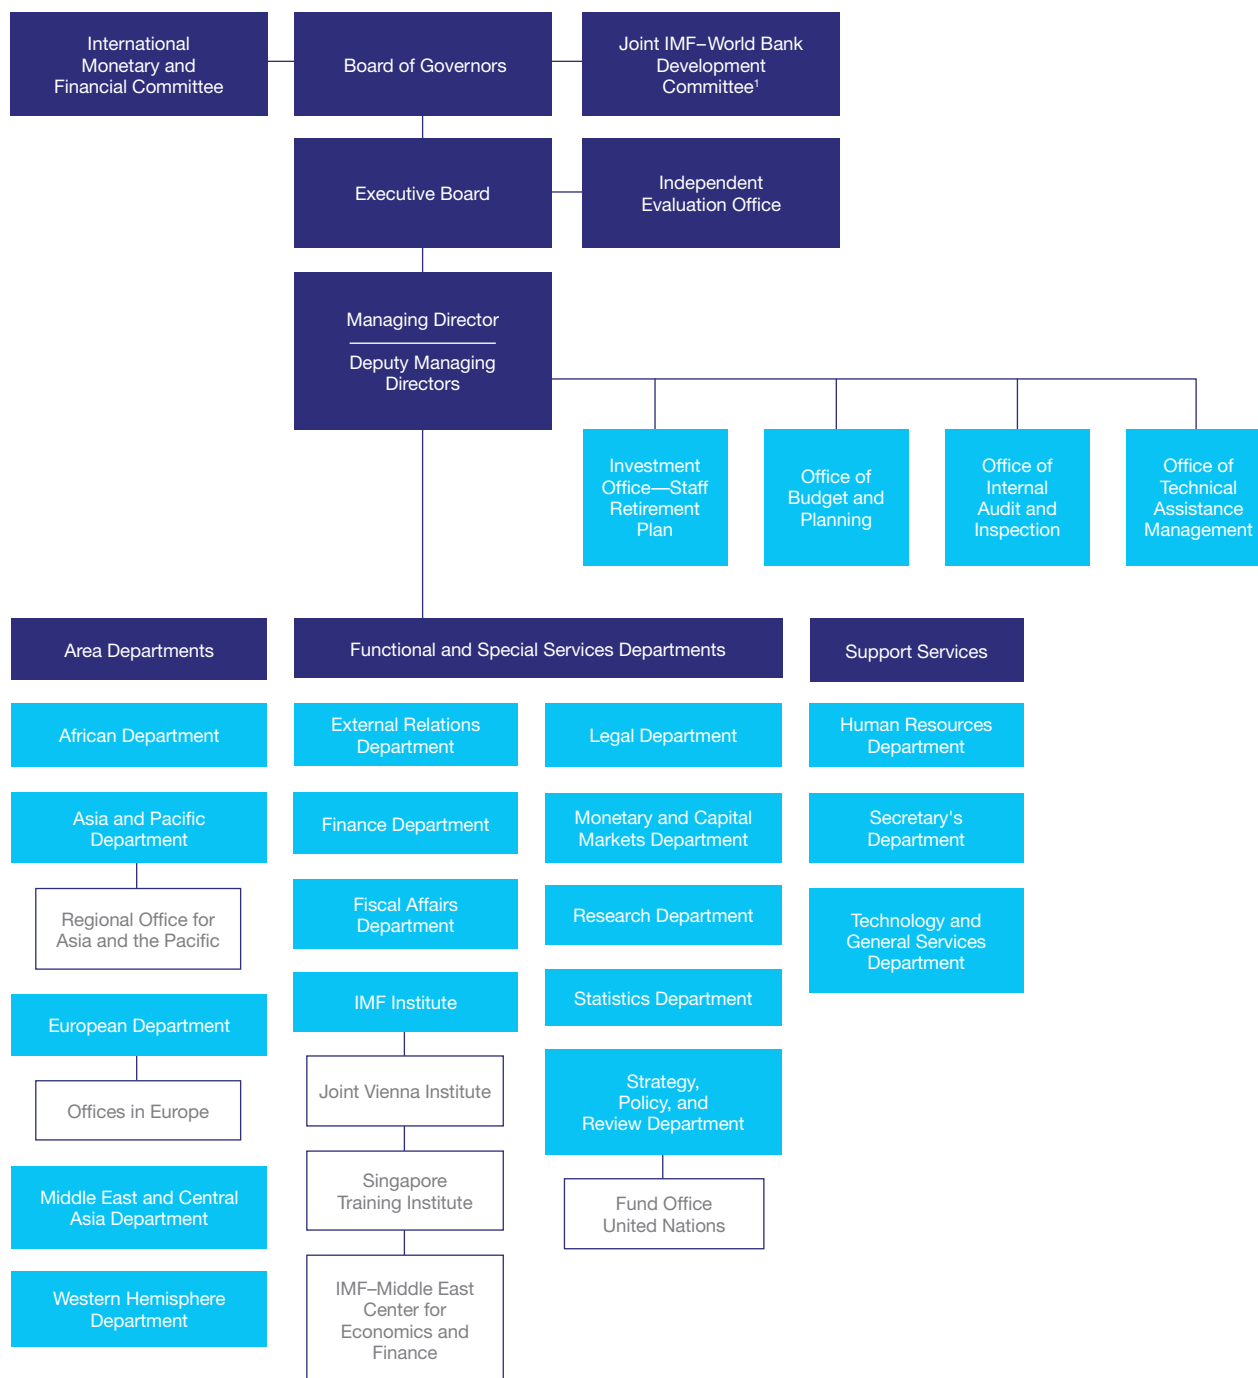 International
Monetary and
Financial Committee
Board of Governors
Joint IMF–World Bank
Development
Committee¹
Executive Board
Independent
Evaluation Office
Managing Director
Deputy Managing
Directors
Investment
Office—Staff
Retirement
Plan
Office of
Budget and
Planning
Office of
Internal
Audit and
Inspection
Office of
Technical
Assistance
Management
Area Departments
Functional and Special Services Departments
Support Services
African Department
Asia and Pacific
Department
Regional Office for
Asia and the Pacific
European Department
Offices in Europe
Middle East and Central
Asia Department
Western Hemisphere
Department
External Relations
Department
Finance Department
Fiscal Affairs
Department
IMF Institute
Joint Vienna Institute
Singapore
Training Institute
IMF–Middle East
Center for
Economics and
Finance
Legal Department
Monetary and Capital
Markets Department
Research Department
Statistics Department
Strategy,
Policy, and
Review Department
Fund Office
United Nations
Human Resources
Department
Secretary's
Department
Technology and
General Services
Department